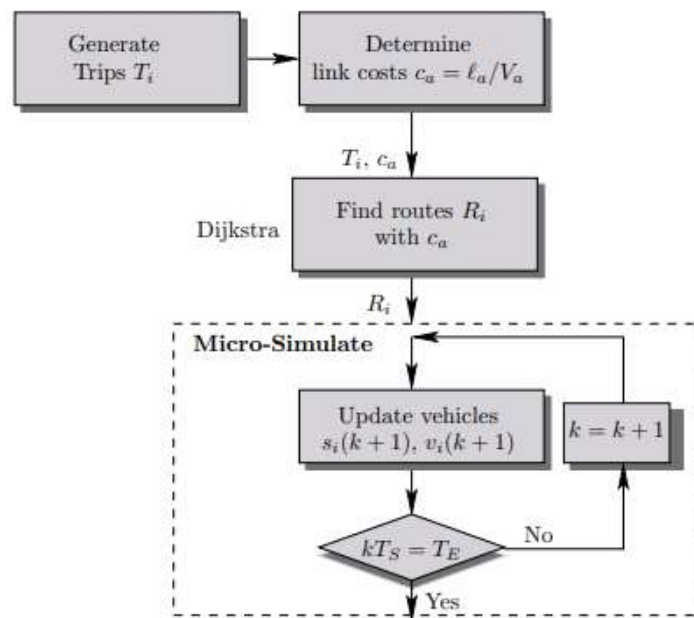 Generate
Trips $T_i$
Determine
link costs $c_a = \ell_a/V_a$
$T_i$, $c_a$
Dijkstra
Find routes $R_i$
with $c_a$
$R_i$
Micro-Simulate
Update vehicles
$s_i(k+1)$, $v_i(k+1)$
$k = k+1$
$kT_S = T_E$
No
Yes